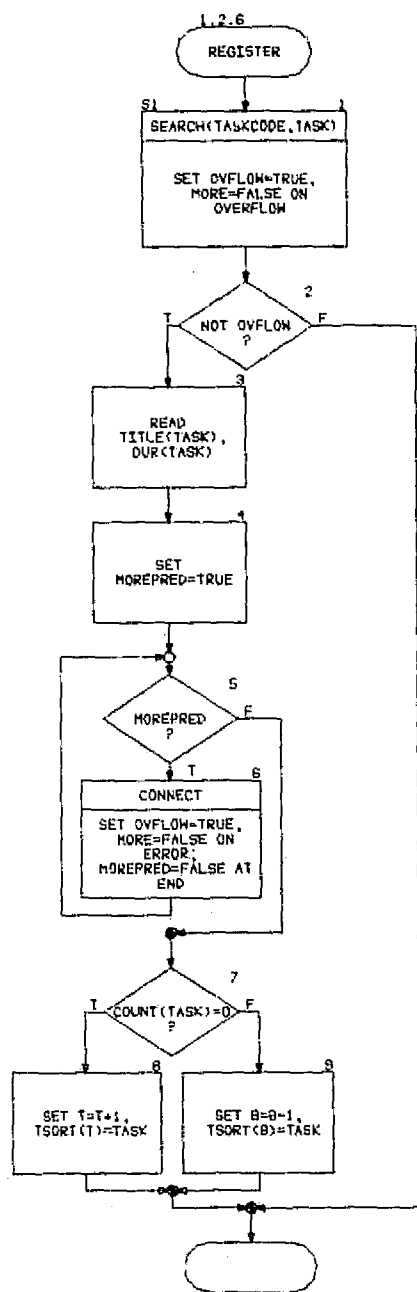 1.2.6
REGISTER
S1 1
SEARCH(TASKCODE,TASK)
SET OVFLOW=TRUE,
MORE=FALSE ON
OVERFLOW
2
T NOT OVFLOW F
?
3
READ
TITLE(TASK),
DUR(TASK)
4
SET
MOREPRED=TRUE
5
MOREPRED F
?
T 6
CONNECT
SET OVFLOW=TRUE,
MORE=FALSE ON
ERROR;
MOREPRED=FALSE AT
END
7
T COUNT(TASK)=0 F
?
8 9
SET T=T+1, SET B=B-1,
TSORT(T)=TASK TSORT(B)=TASK